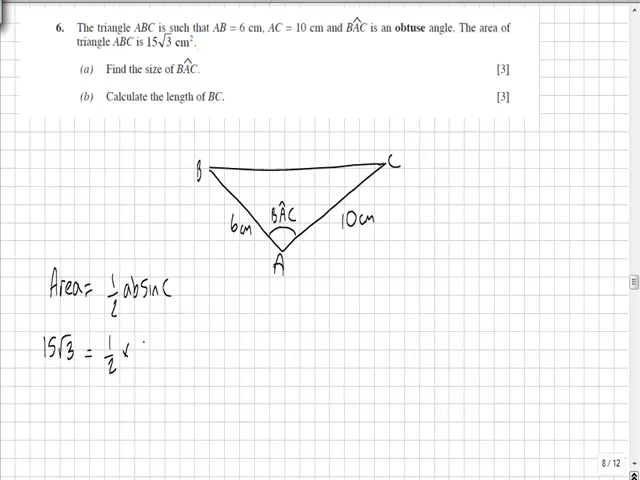 6. The triangle ABC is such that AB = 6 cm, AC = 10 cm and BÂC is an obtuse angle. The area of
triangle ABC is 15√3 cm².
(a) Find the size of BÂC. [3]
(b) Calculate the length of BC. [3]
B C
BÂC
6cm 10cm
A
Area = 1/2 ab sin C
15√3 = 1/2 ×
8 / 12